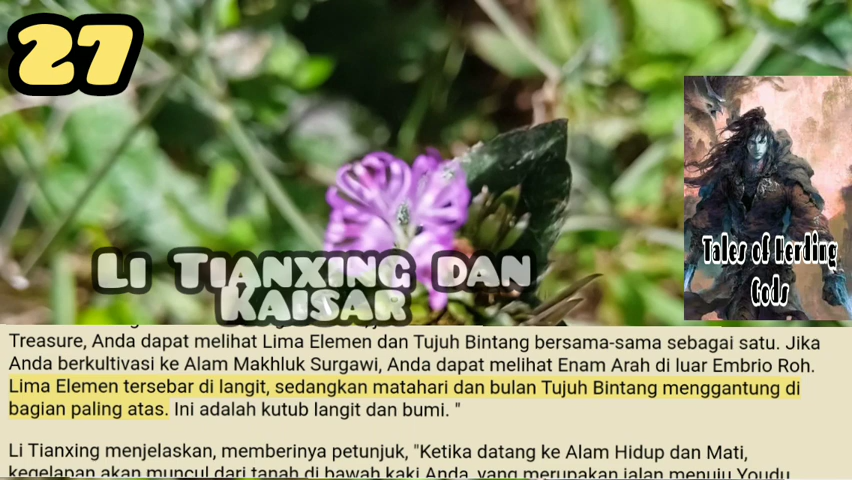 27
Tales of Herding
Gods
Li Tianxing dan
Kaisar
Treasure, Anda dapat melihat Lima Elemen dan Tujuh Bintang bersama-sama sebagai satu. Jika
Anda berkultivasi ke Alam Makhluk Surgawi, Anda dapat melihat Enam Arah di luar Embrio Roh.
Lima Elemen tersebar di langit, sedangkan matahari dan bulan Tujuh Bintang menggantung di
bagian paling atas. Ini adalah kutub langit dan bumi. "
Li Tianxing menjelaskan, memberinya petunjuk, "Ketika datang ke Alam Hidup dan Mati,
kegelapan akan muncul dari tanah di bawah kaki Anda, yang merupakan jalan menuju Youdu